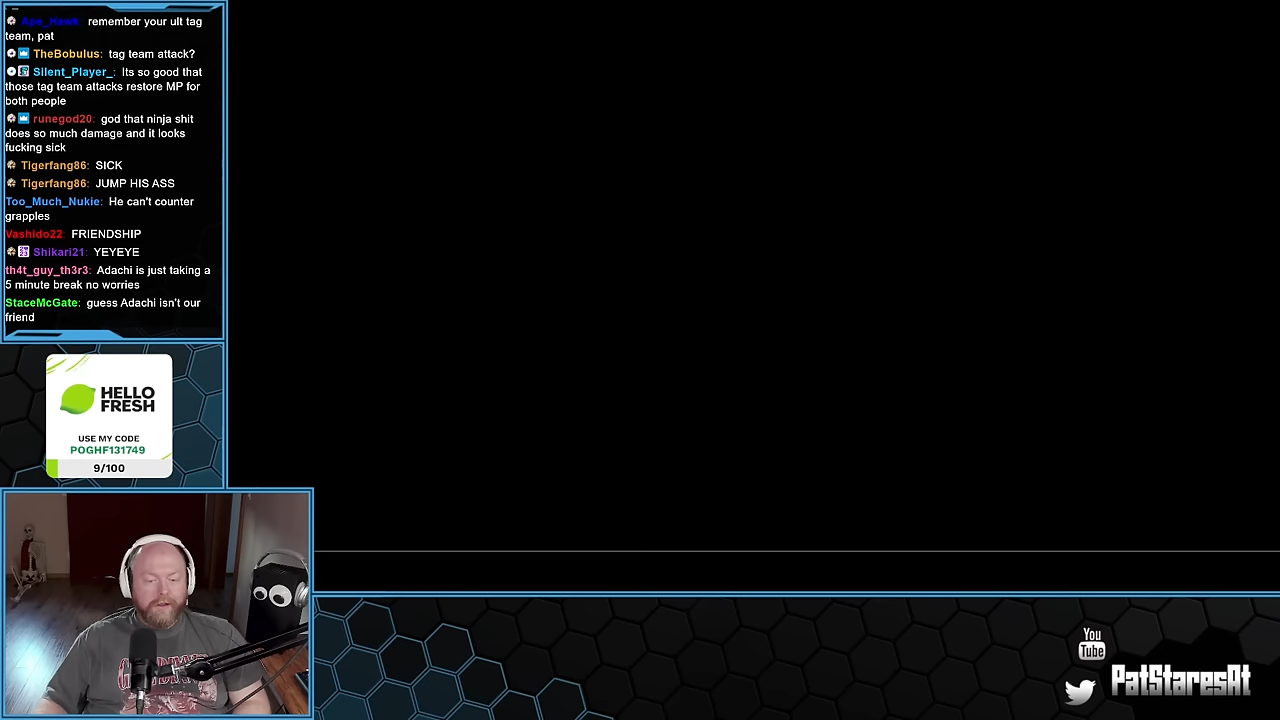 Ape_Hawk remember your ult tag
team, pat
TheBobulus: tag team attack?
Silent_Player_: Its so good that
those tag team attacks restore MP for
both people
runegod20: god that ninja shit
does so much damage and it looks
fucking sick
Tigerfang86: SICK
Tigerfang86: JUMP HIS ASS
Too_Much_Nukie: He can't counter
grapples
Vashido22: FRIENDSHIP
Shikari21: YEYEYE
th4t_guy_th3r3: Adachi is just taking a
5 minute break no worries
StaceMcGate: guess Adachi isn't our
friend
HELLO
FRESH
USE MY CODE
POGHF131749
9/100
You
Tube
PatStaresAt